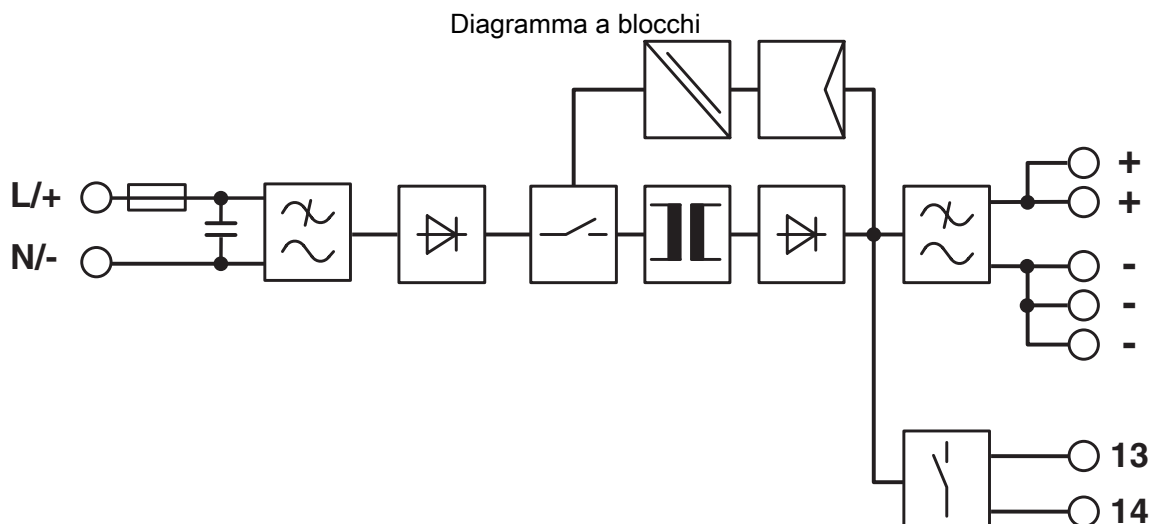 Diagramma a blocchi
L/+
N/-
+
+
-
-
-
13
14